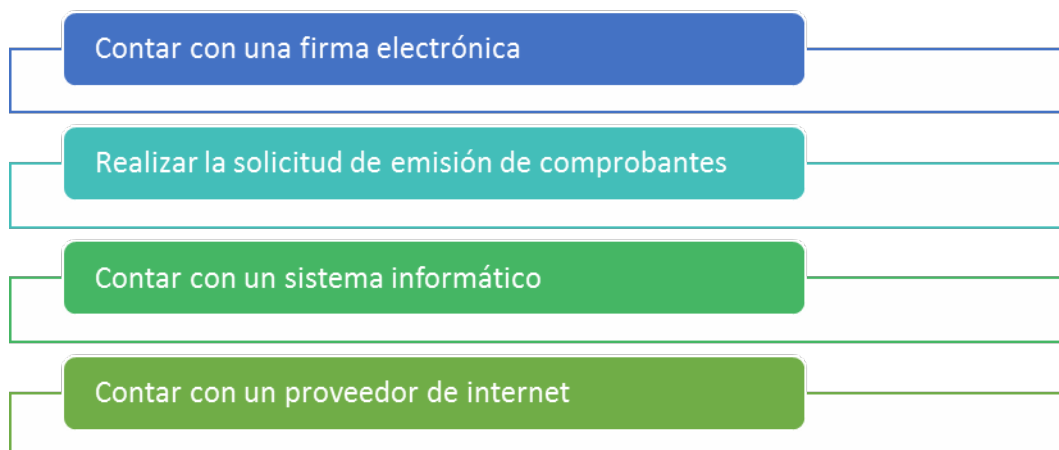 Contar con una firma electrónica
Realizar la solicitud de emisión de comprobantes
Contar con un sistema informático
Contar con un proveedor de internet